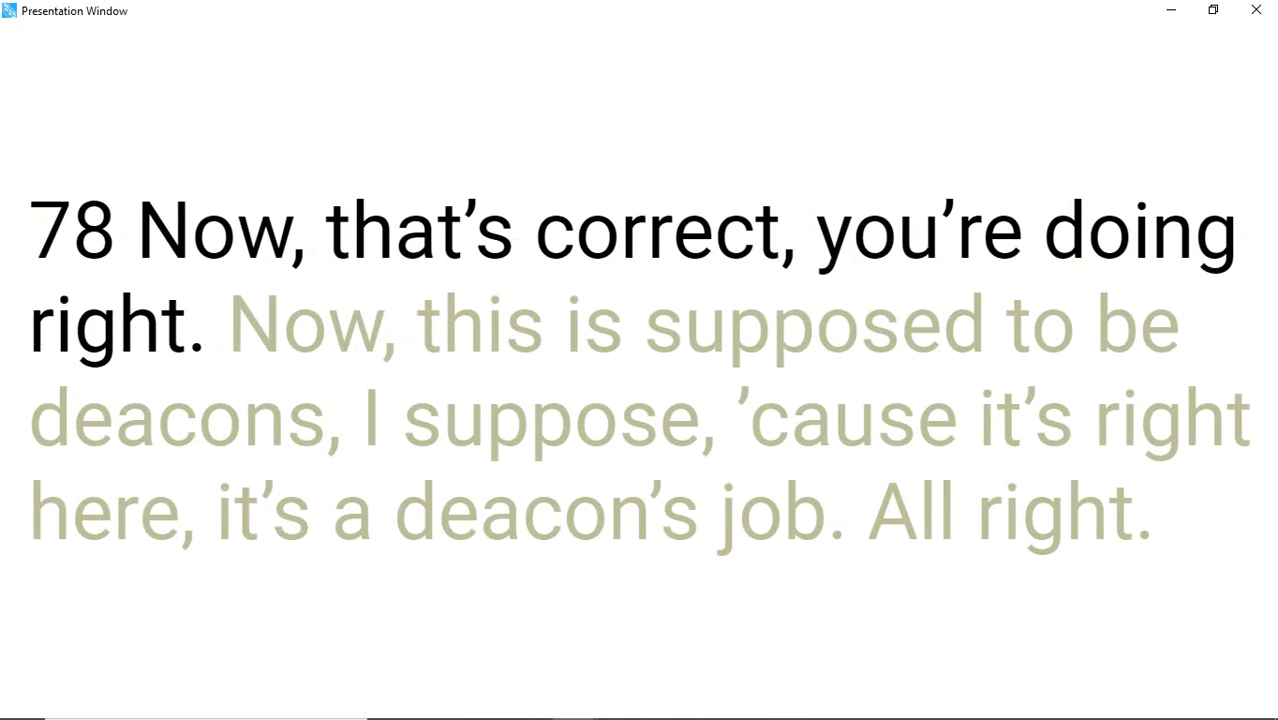 Presentation Window
78 Now, that’s correct, you’re doing
right. Now, this is supposed to be
deacons, I suppose, ’cause it’s right
here, it’s a deacon’s job. All right.